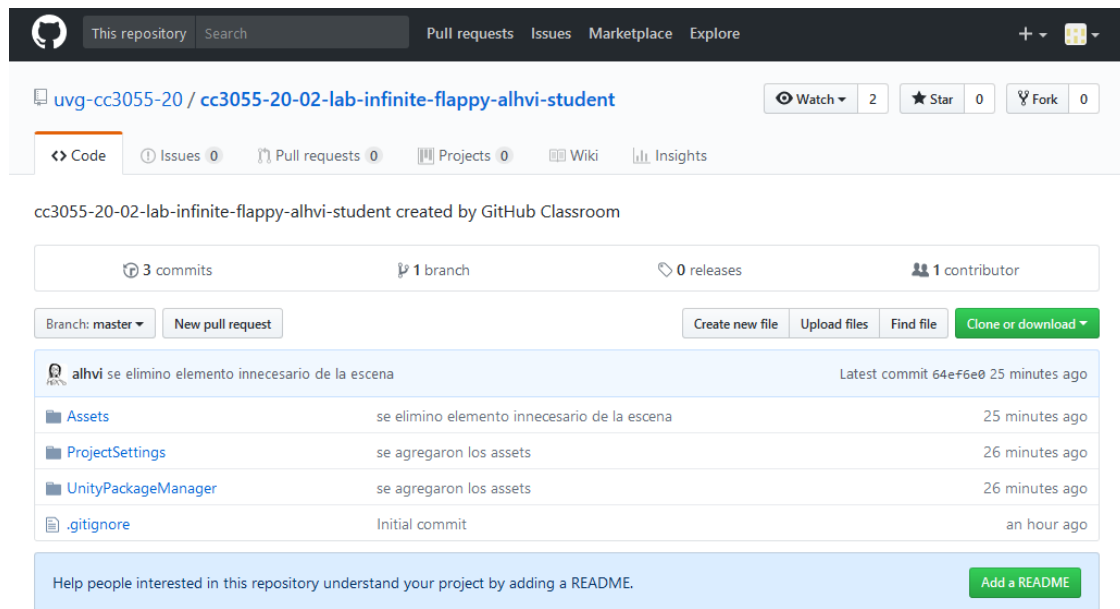 This repository Search Pull requests Issues Marketplace Explore
uvg-cc3055-20 / cc3055-20-02-lab-infinite-flappy-alhvi-student Watch 2 Star 0 Fork 0
Code Issues 0 Pull requests 0 Projects 0 Wiki Insights
cc3055-20-02-lab-infinite-flappy-alhvi-student created by GitHub Classroom
3 commits 1 branch 0 releases 1 contributor
Branch: master New pull request Create new file Upload files Find file Clone or download
alhvi se elimino elemento innecesario de la escena Latest commit 64ef6e0 25 minutes ago
Assets se elimino elemento innecesario de la escena 25 minutes ago
ProjectSettings se agregaron los assets 26 minutes ago
UnityPackageManager se agregaron los assets 26 minutes ago
.gitignore Initial commit an hour ago
Help people interested in this repository understand your project by adding a README. Add a README